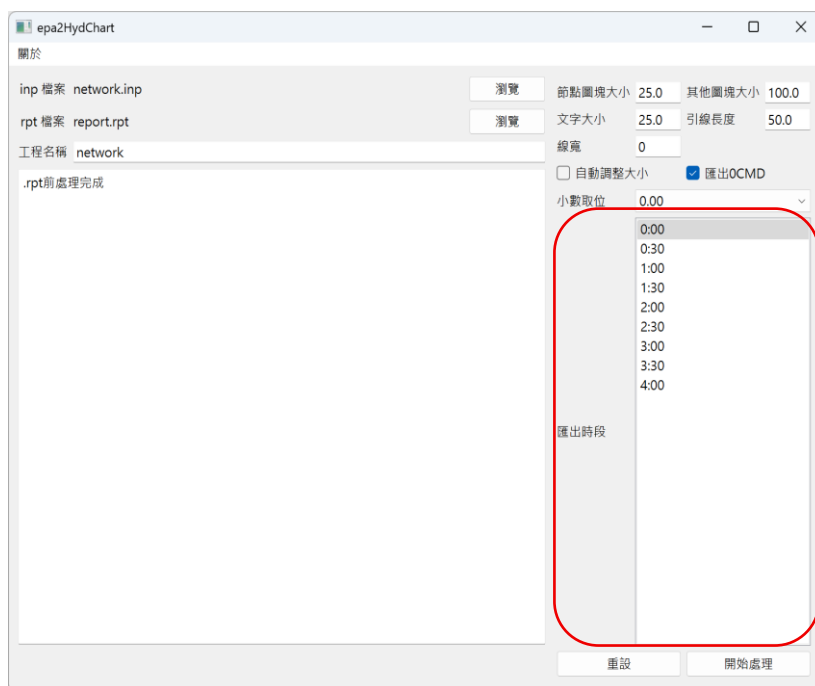 epa2HydChart
關於
inp 檔案 network.inp 瀏覽
rpt 檔案 report.rpt 瀏覽
工程名稱 network
.rpt前處理完成
節點圖塊大小 25.0 其他圖塊大小 100.0
文字大小 25.0 引線長度 50.0
線寬 0
自動調整大小 匯出0CMD
小數取位 0.00
匯出時段
0:00
0:30
1:00
1:30
2:00
2:30
3:00
3:30
4:00
重設 開始處理